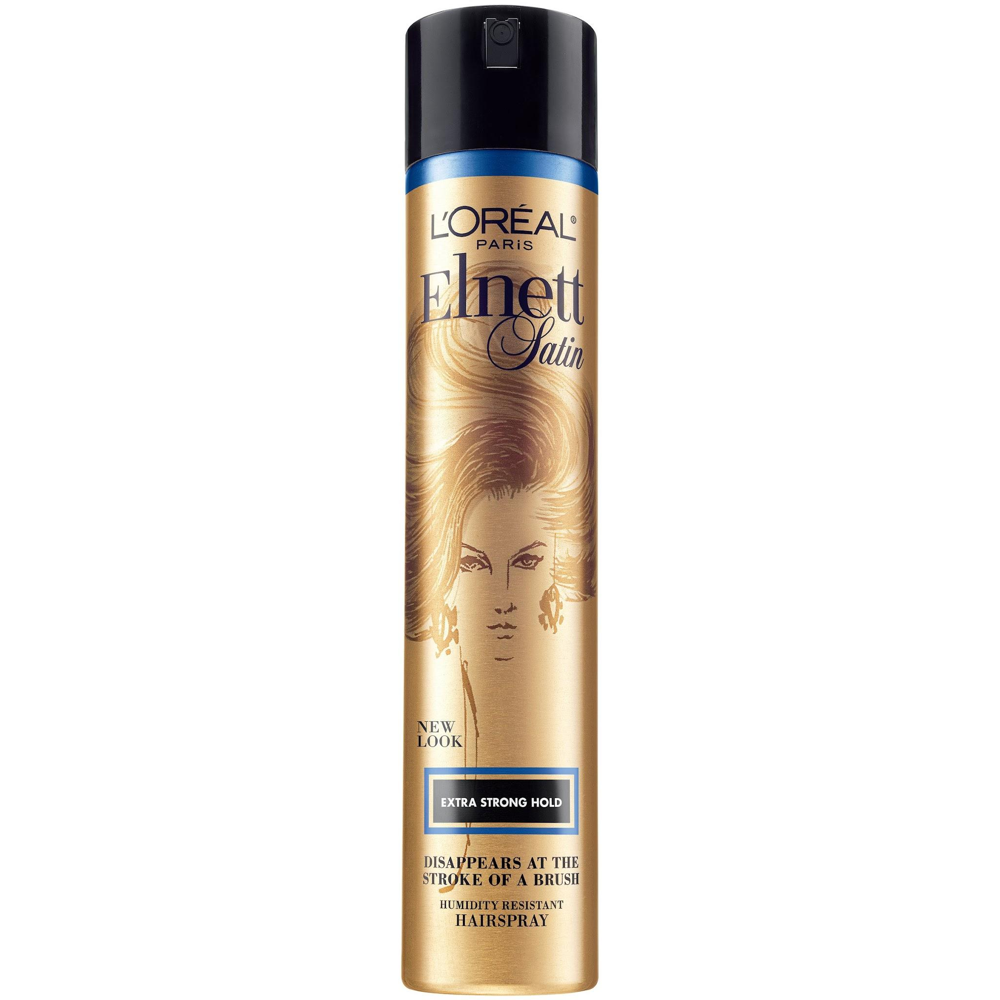 L'ORÉAL®
PARiS
Elnett
Satin
NEW
LOOK
EXTRA STRONG HOLD
DISAPPEARS AT THE
STROKE OF A BRUSH
HUMIDITY RESISTANT
HAIRSPRAY